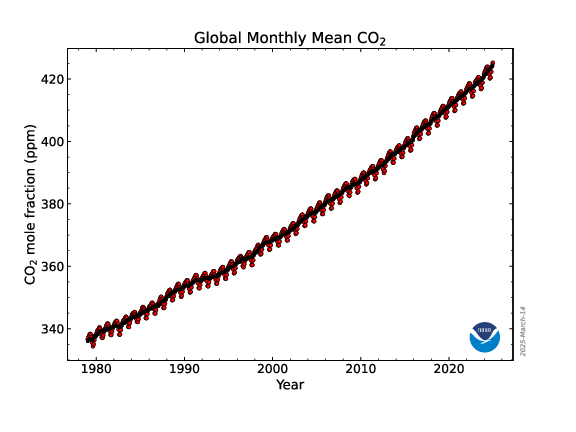 Global Monthly Mean CO₂
CO₂ mole fraction (ppm)
420
400
380
360
340
1980
1990
2000
2010
2020
Year
noaa
2025-March-14